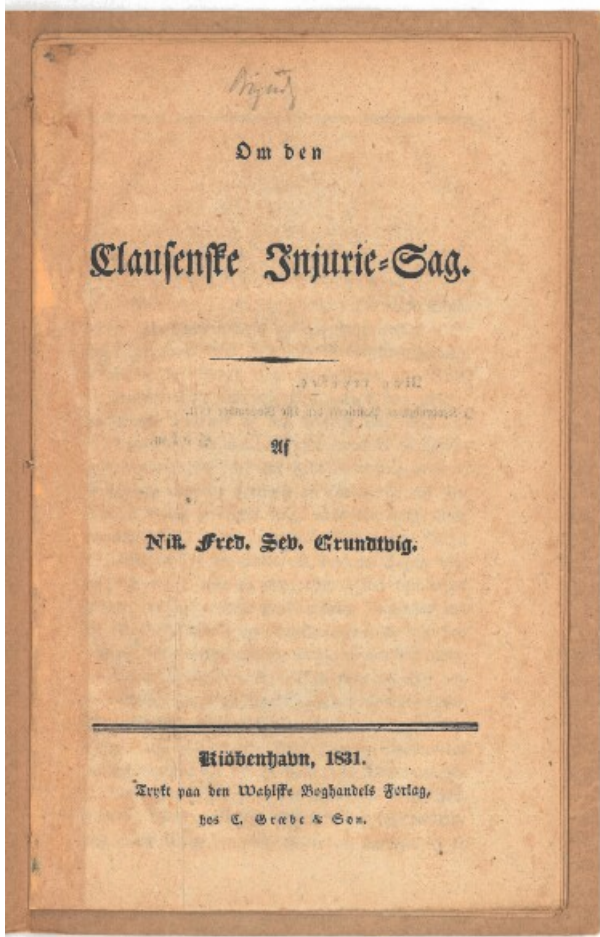 Om den
Clausenske Injurie-Sag.
Af
Nik. Fred. Sev. Grundtvig.
Kiöbenhavn, 1831.
Trykt paa den Wahlske Boghandels Forlag,
hos C. Græbe & Søn.